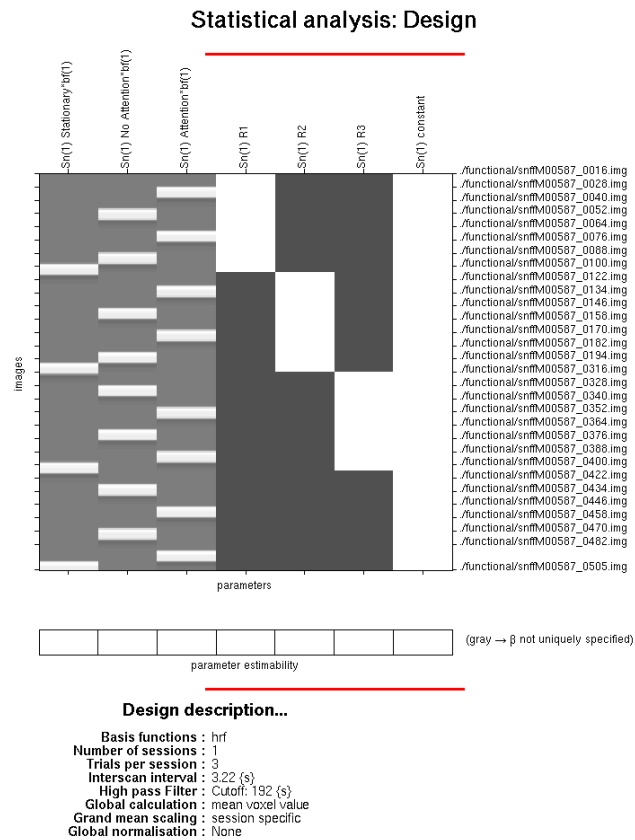 Statistical analysis: Design
Sn(1) Stationary*bf(1)
Sn(1) No Attention*bf(1)
Sn(1) Attention*bf(1)
Sn(1) R1
Sn(1) R2
Sn(1) R3
Sn(1) constant
images
./functional/snffM00587_0016.img
./functional/snffM00587_0028.img
./functional/snffM00587_0040.img
./functional/snffM00587_0052.img
./functional/snffM00587_0064.img
./functional/snffM00587_0076.img
./functional/snffM00587_0088.img
./functional/snffM00587_0100.img
./functional/snffM00587_0122.img
./functional/snffM00587_0134.img
./functional/snffM00587_0146.img
./functional/snffM00587_0158.img
./functional/snffM00587_0170.img
./functional/snffM00587_0182.img
./functional/snffM00587_0194.img
./functional/snffM00587_0316.img
./functional/snffM00587_0328.img
./functional/snffM00587_0340.img
./functional/snffM00587_0352.img
./functional/snffM00587_0364.img
./functional/snffM00587_0376.img
./functional/snffM00587_0388.img
./functional/snffM00587_0400.img
./functional/snffM00587_0422.img
./functional/snffM00587_0434.img
./functional/snffM00587_0446.img
./functional/snffM00587_0458.img
./functional/snffM00587_0470.img
./functional/snffM00587_0482.img
./functional/snffM00587_0505.img
parameters
(gray → β not uniquely specified)
parameter estimability
Design description...
Basis functions : hrf
Number of sessions : 1
Trials per session : 3
Interscan interval : 3.22 {s}
High pass Filter : Cutoff: 192 {s}
Global calculation : mean voxel value
Grand mean scaling : session specific
Global normalisation : None